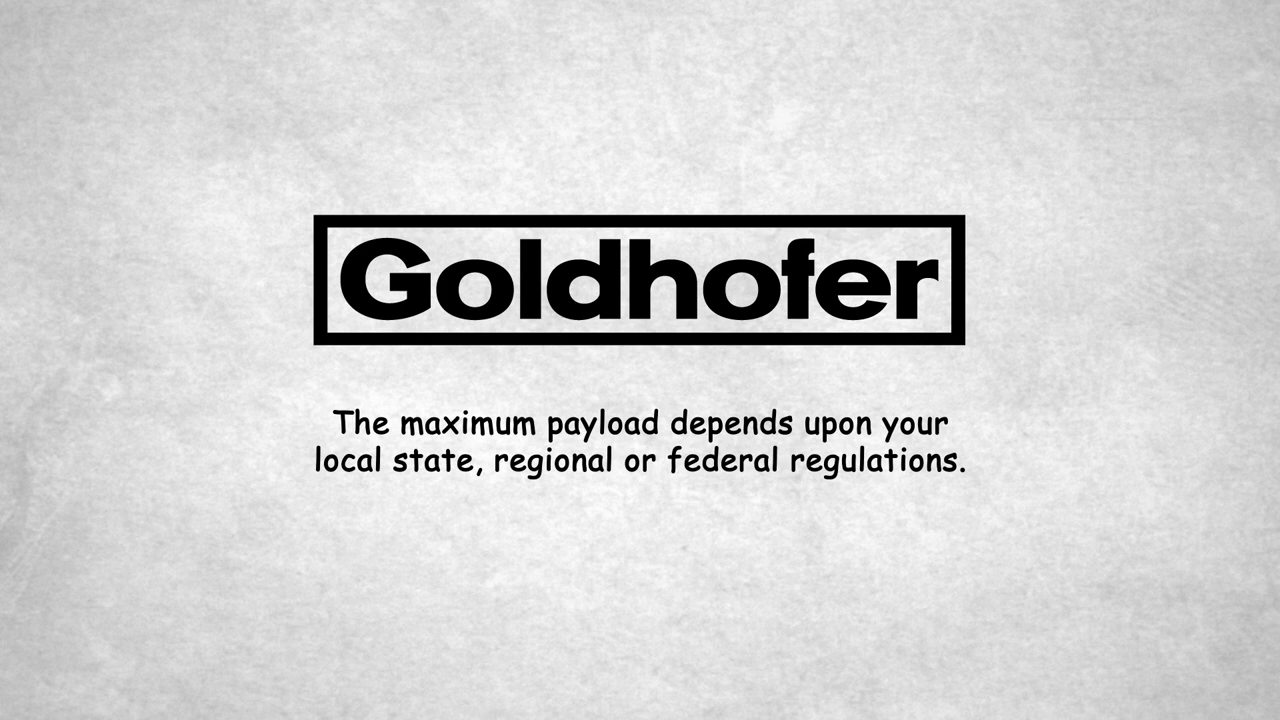 Goldhofer
The maximum payload depends upon your
local state, regional or federal regulations.